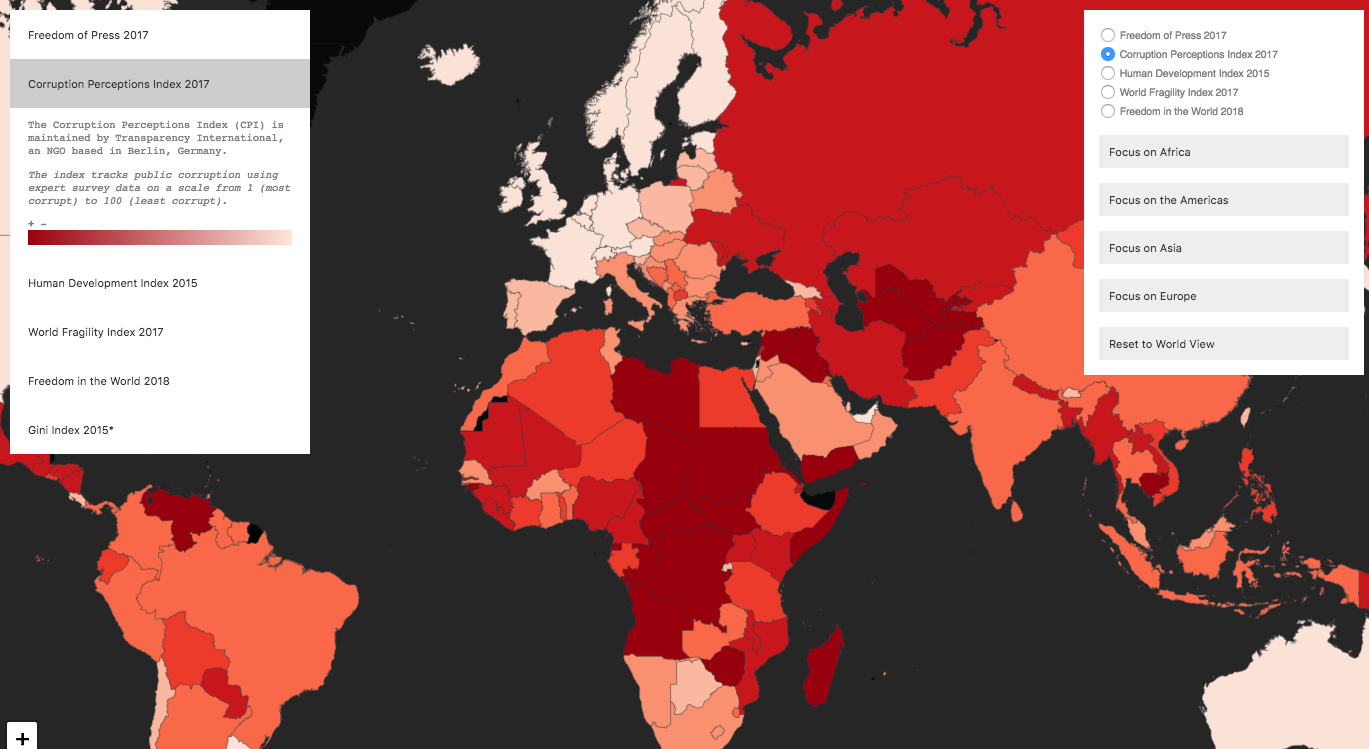 Freedom of Press 2017
Corruption Perceptions Index 2017
The Corruption Perceptions Index (CPI) is
maintained by Transparency International,
an NGO based in Berlin, Germany.
The index tracks public corruption using
expert survey data on a scale from 1 (most
corrupt) to 100 (least corrupt).
+ -
Human Development Index 2015
World Fragility Index 2017
Freedom in the World 2018
Gini Index 2015*
+
Freedom of Press 2017
Corruption Perceptions Index 2017
Human Development Index 2015
World Fragility Index 2017
Freedom in the World 2018
Focus on Africa
Focus on the Americas
Focus on Asia
Focus on Europe
Reset to World View